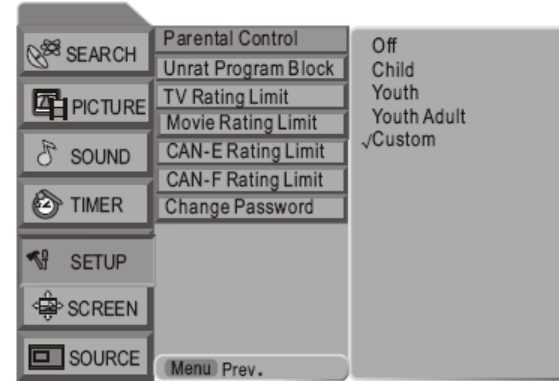 SEARCH
PICTURE
SOUND
TIMER
SETUP
SCREEN
SOURCE
Parental Control
Unrat Program Block
TV Rating Limit
Movie Rating Limit
CAN-E Rating Limit
CAN-F Rating Limit
Change Password
Menu Prev.
Off
Child
Youth
Youth Adult
√Custom